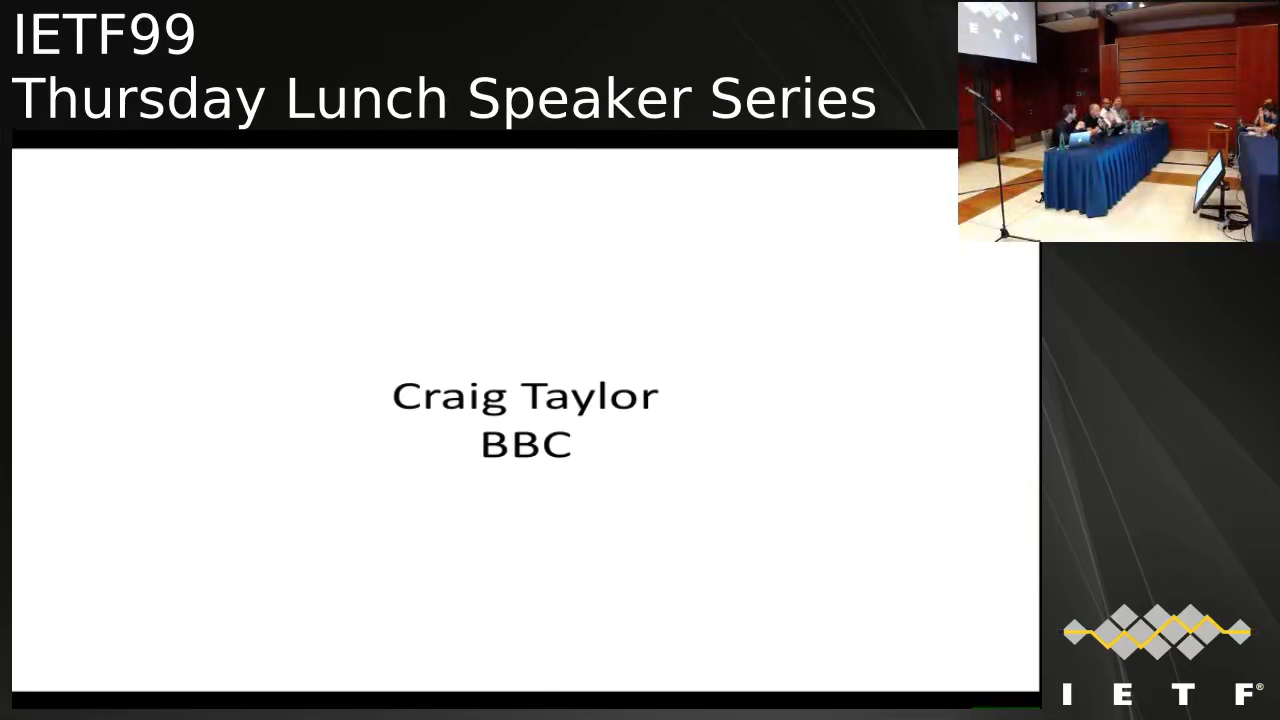 IETF99
Thursday Lunch Speaker Series
I E T F
Craig Taylor
BBC
I E T F®